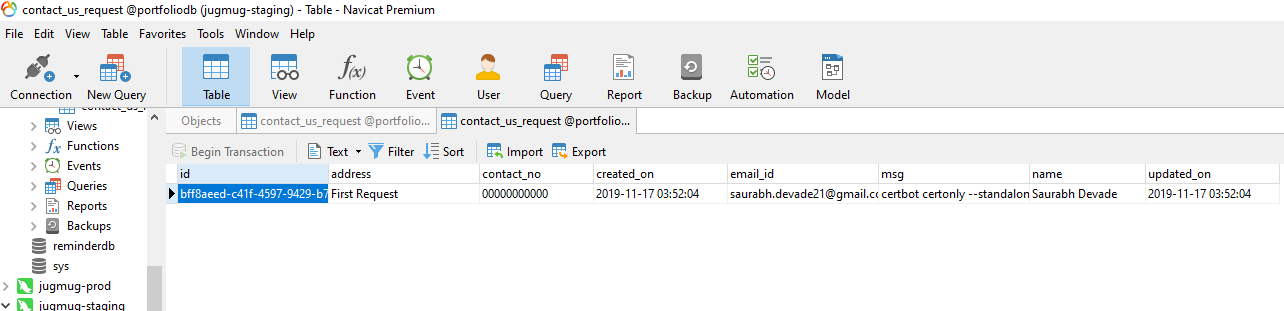 contact_us_request @portfoliodb (jugmug-staging) - Table - Navicat Premium
File Edit View Table Favorites Tools Window Help
Connection New Query Table View Function Event User Query Report Backup Automation Model
Objects contact_us_request @portfolio... contact_us_request @portfolio...
Views
Functions
Events
Queries
Reports
Backups
reminderdb
sys
jugmug-prod
jugmug-staging
Begin Transaction Text Filter Sort Import Export
id address contact_no created_on email_id msg name updated_on
bff8aeed-c41f-4597-9429-b7 First Request 00000000000 2019-11-17 03:52:04 saurabh.devade21@gmail.cc certbot certonly --standalon Saurabh Devade 2019-11-17 03:52:04